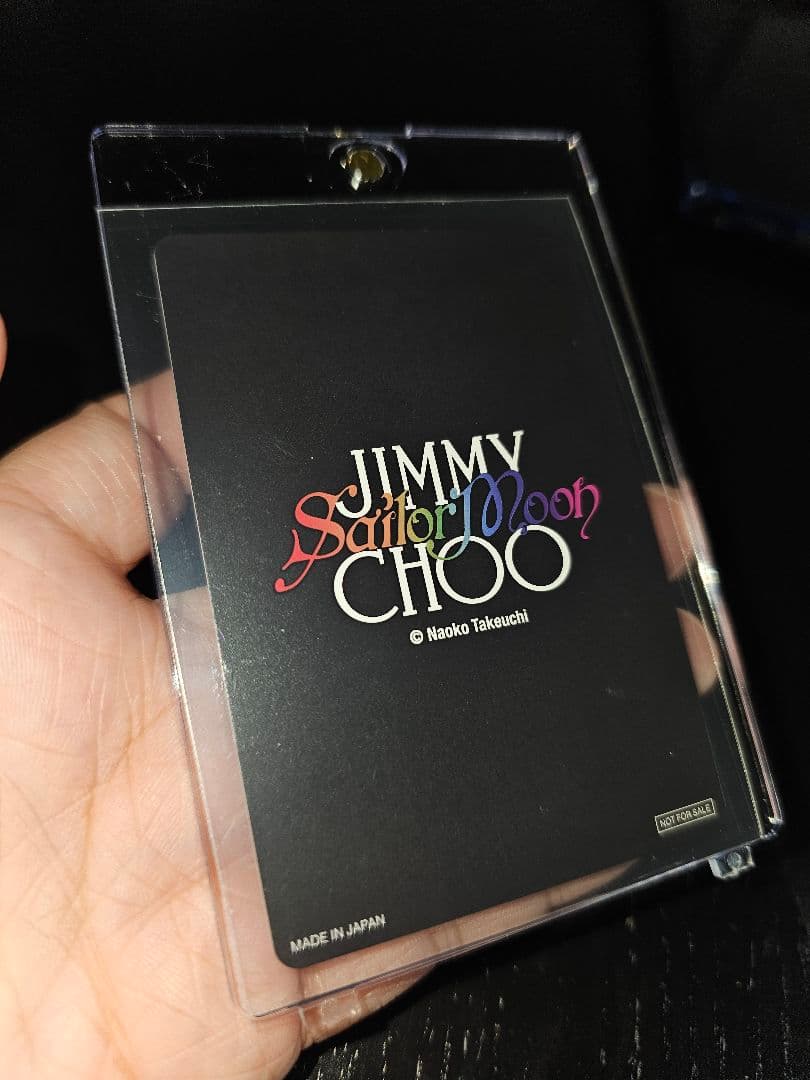 JIMMY
Sailor Moon
CHOO
© Naoko Takeuchi
NOT FOR SALE
MADE IN JAPAN